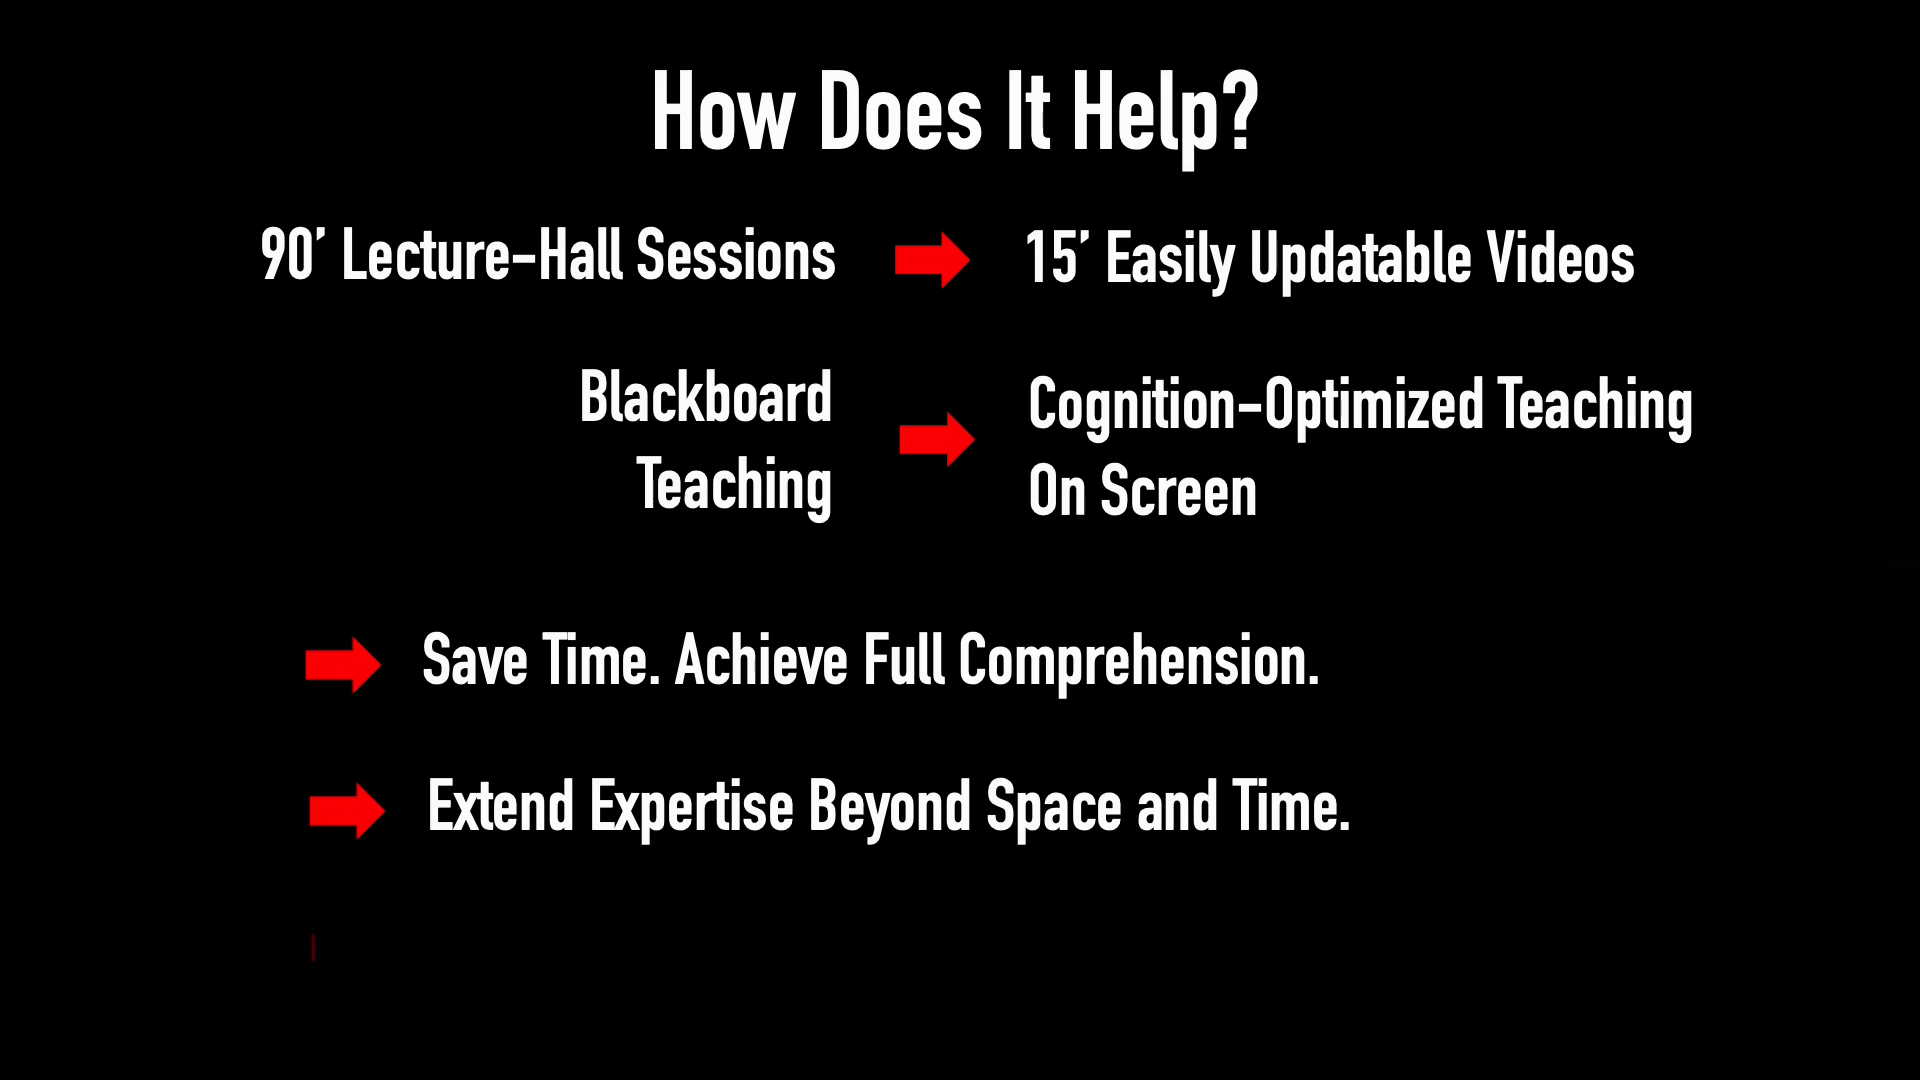 How Does It Help?
90’ Lecture-Hall Sessions
15’ Easily Updatable Videos
Blackboard
Teaching
Cognition-Optimized Teaching
On Screen
Save Time. Achieve Full Comprehension.
Extend Expertise Beyond Space and Time.